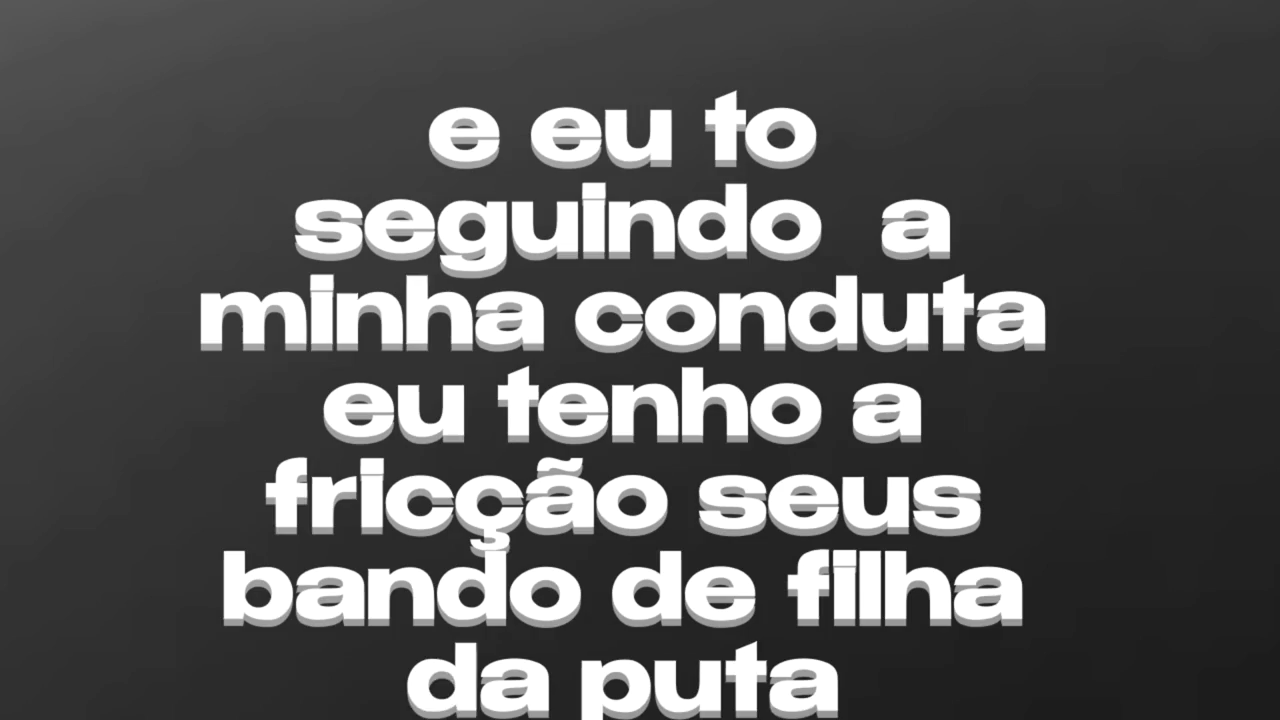 e eu to
seguindo a
minha conduta
eu tenho a
fricção seus
bando de filha
da puta